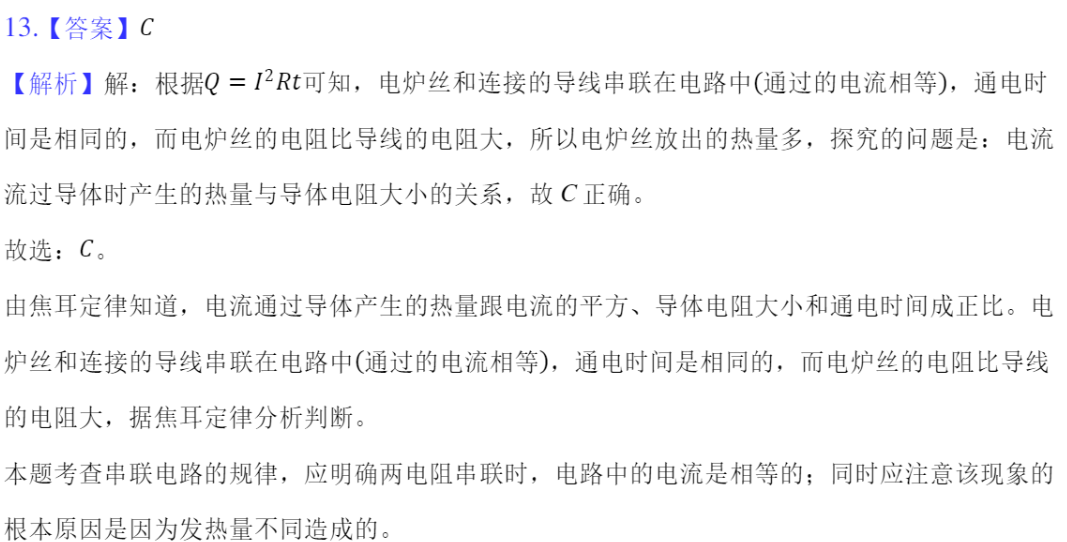 13.【答案】C
【解析】解：根据Q = I²Rt可知，电炉丝和连接的导线串联在电路中(通过的电流相等)，通电时
间是相同的，而电炉丝的电阻比导线的电阻大，所以电炉丝放出的热量多，探究的问题是：电流
流过导体时产生的热量与导体电阻大小的关系，故 C 正确。
故选：C。
由焦耳定律知道，电流通过导体产生的热量跟电流的平方、导体电阻大小和通电时间成正比。电
炉丝和连接的导线串联在电路中(通过的电流相等)，通电时间是相同的，而电炉丝的电阻比导线
的电阻大，据焦耳定律分析判断。
本题考查串联电路的规律，应明确两电阻串联时，电路中的电流是相等的；同时应注意该现象的
根本原因是因为发热量不同造成的。